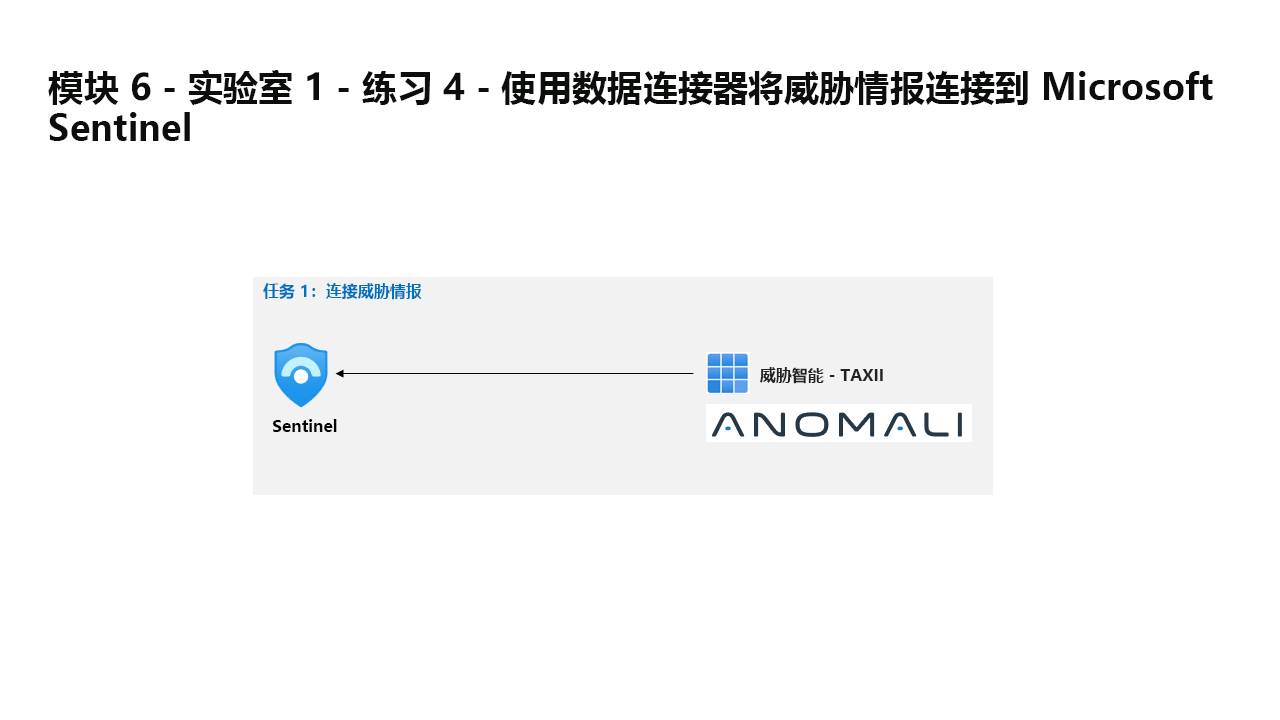 模块 6 - 实验室 1 - 练习 4 - 使用数据连接器将威胁情报连接到 Microsoft
Sentinel
任务 1：连接威胁情报
威胁智能 - TAXII
ANOMALI
Sentinel